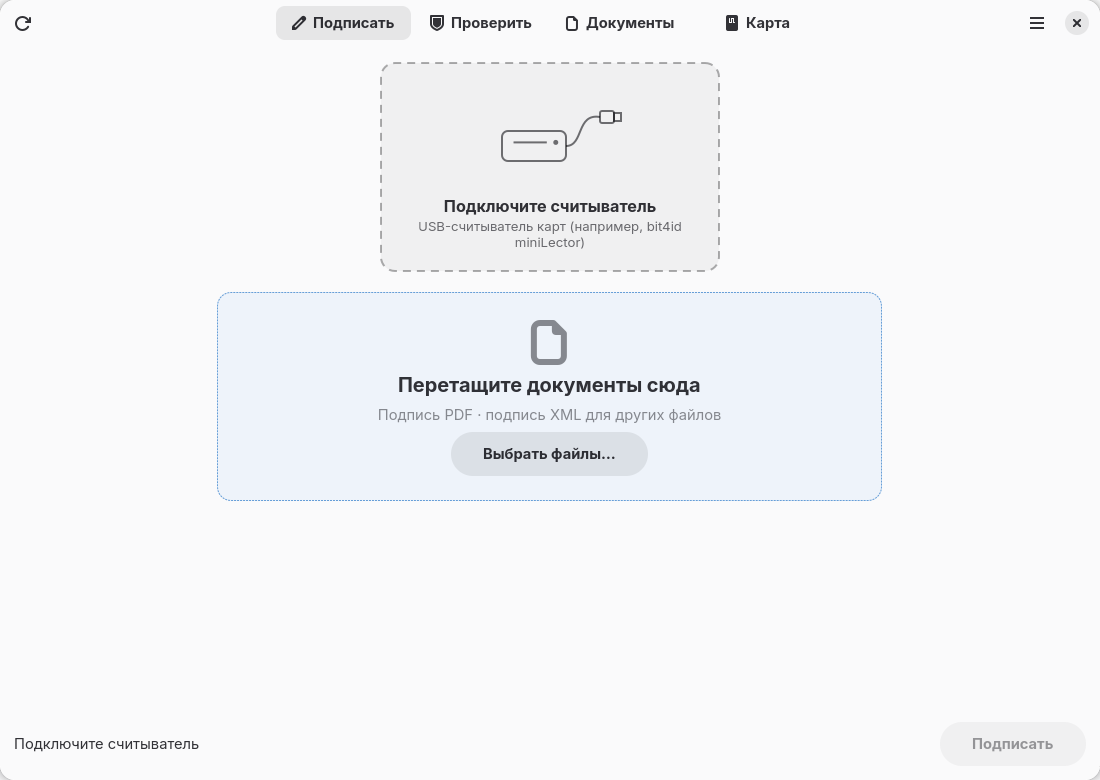 Подписать
Проверить
Документы
Карта
Подключите считыватель
USB-считыватель карт (например, bit4id
miniLector)
Перетащите документы сюда
Подпись PDF · подпись XML для других файлов
Выбрать файлы...
Подключите считыватель
Подписать